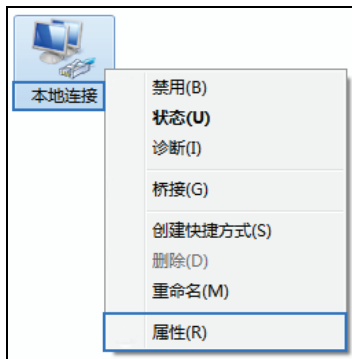 本地连接
禁用(B)
状态(U)
诊断(I)
桥接(G)
创建快捷方式(S)
删除(D)
重命名(M)
属性(R)